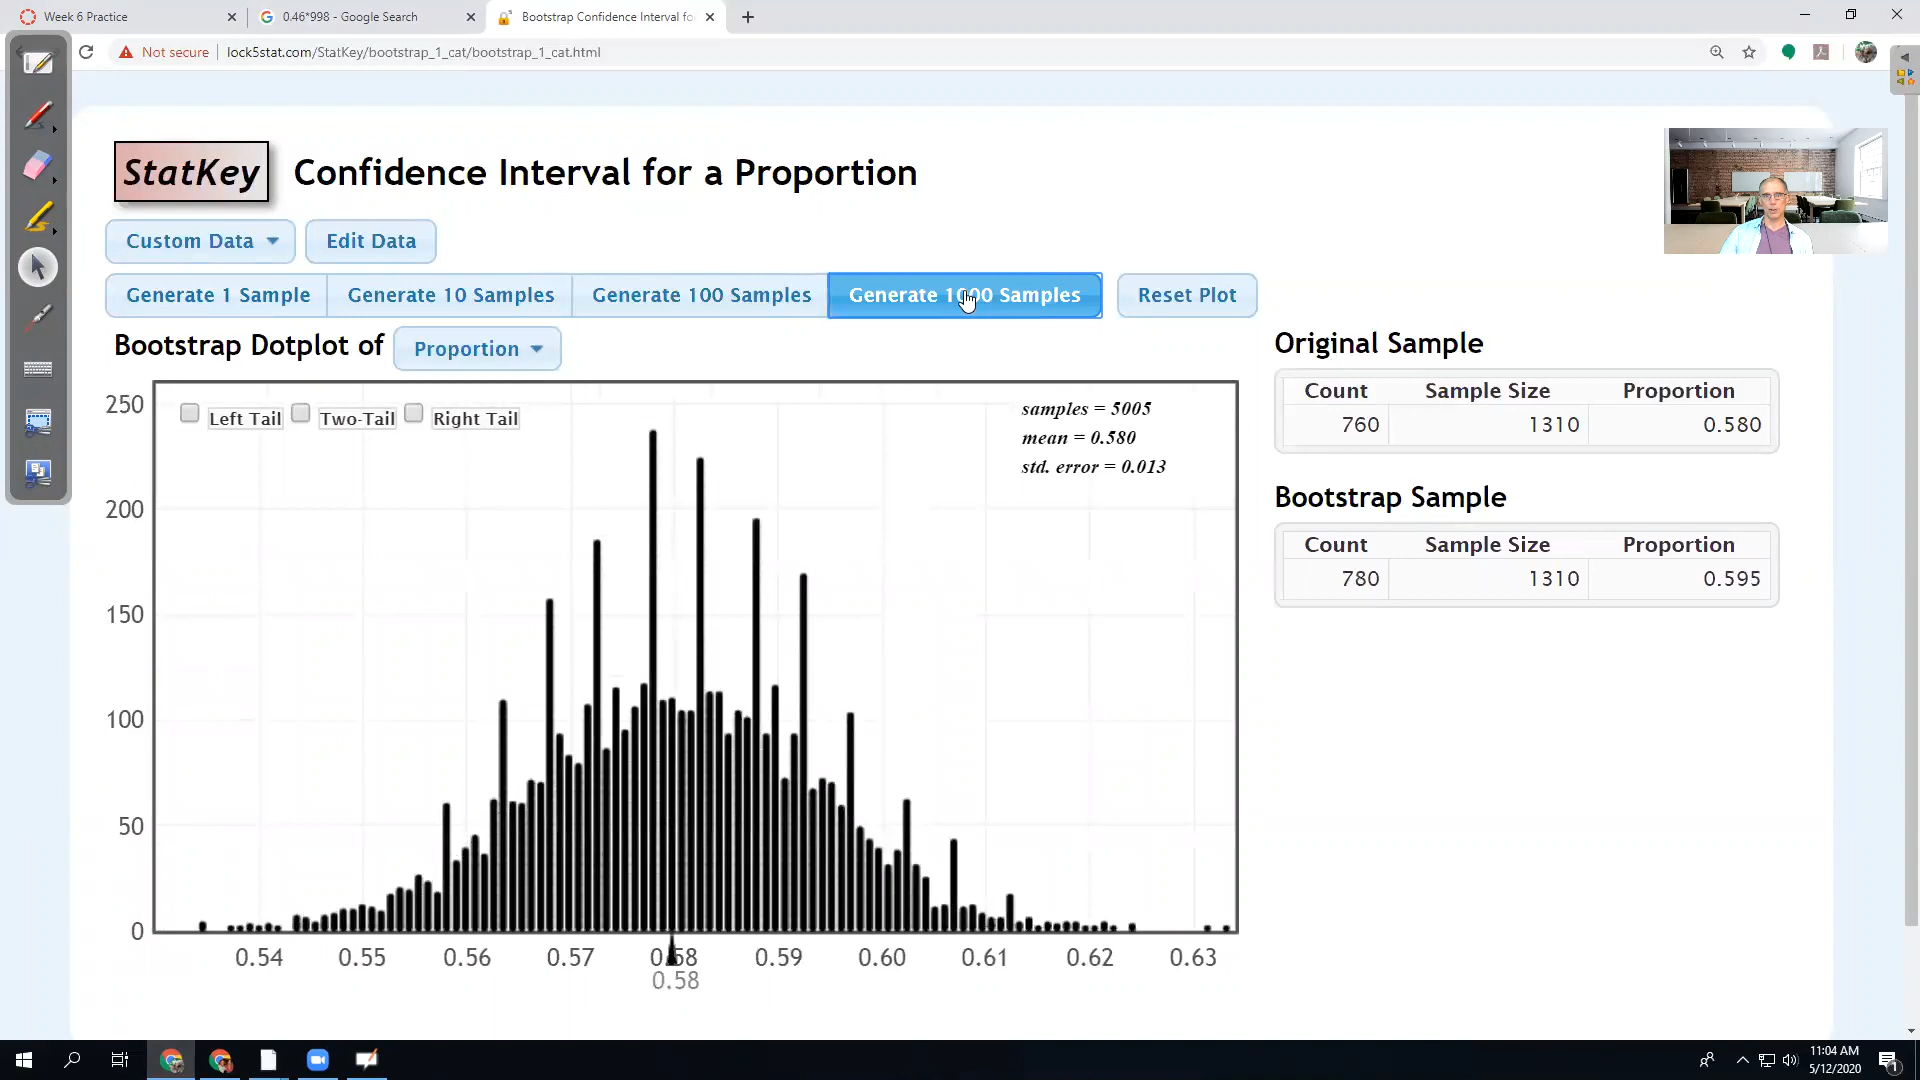 Week 6 Practice
0.46*998 - Google Search
Bootstrap Confidence Interval fo
Not secure
lock5stat.com/StatKey/bootstrap_1_cat/bootstrap_1_cat.html
StatKey Confidence Interval for a Proportion
Custom Data
Edit Data
Generate 1 Sample
Generate 10 Samples
Generate 100 Samples
Generate 1000 Samples
Reset Plot
Bootstrap Dotplot of Proportion
Left Tail Two-Tail Right Tail
samples = 5005
mean = 0.580
std. error = 0.013
250
200
150
100
50
0
0.54 0.55 0.56 0.57 0.58 0.59 0.60 0.61 0.62 0.63
0.58
Original Sample
Count Sample Size Proportion
760 1310 0.580
Bootstrap Sample
Count Sample Size Proportion
780 1310 0.595
11:04 AM
5/12/2020
1